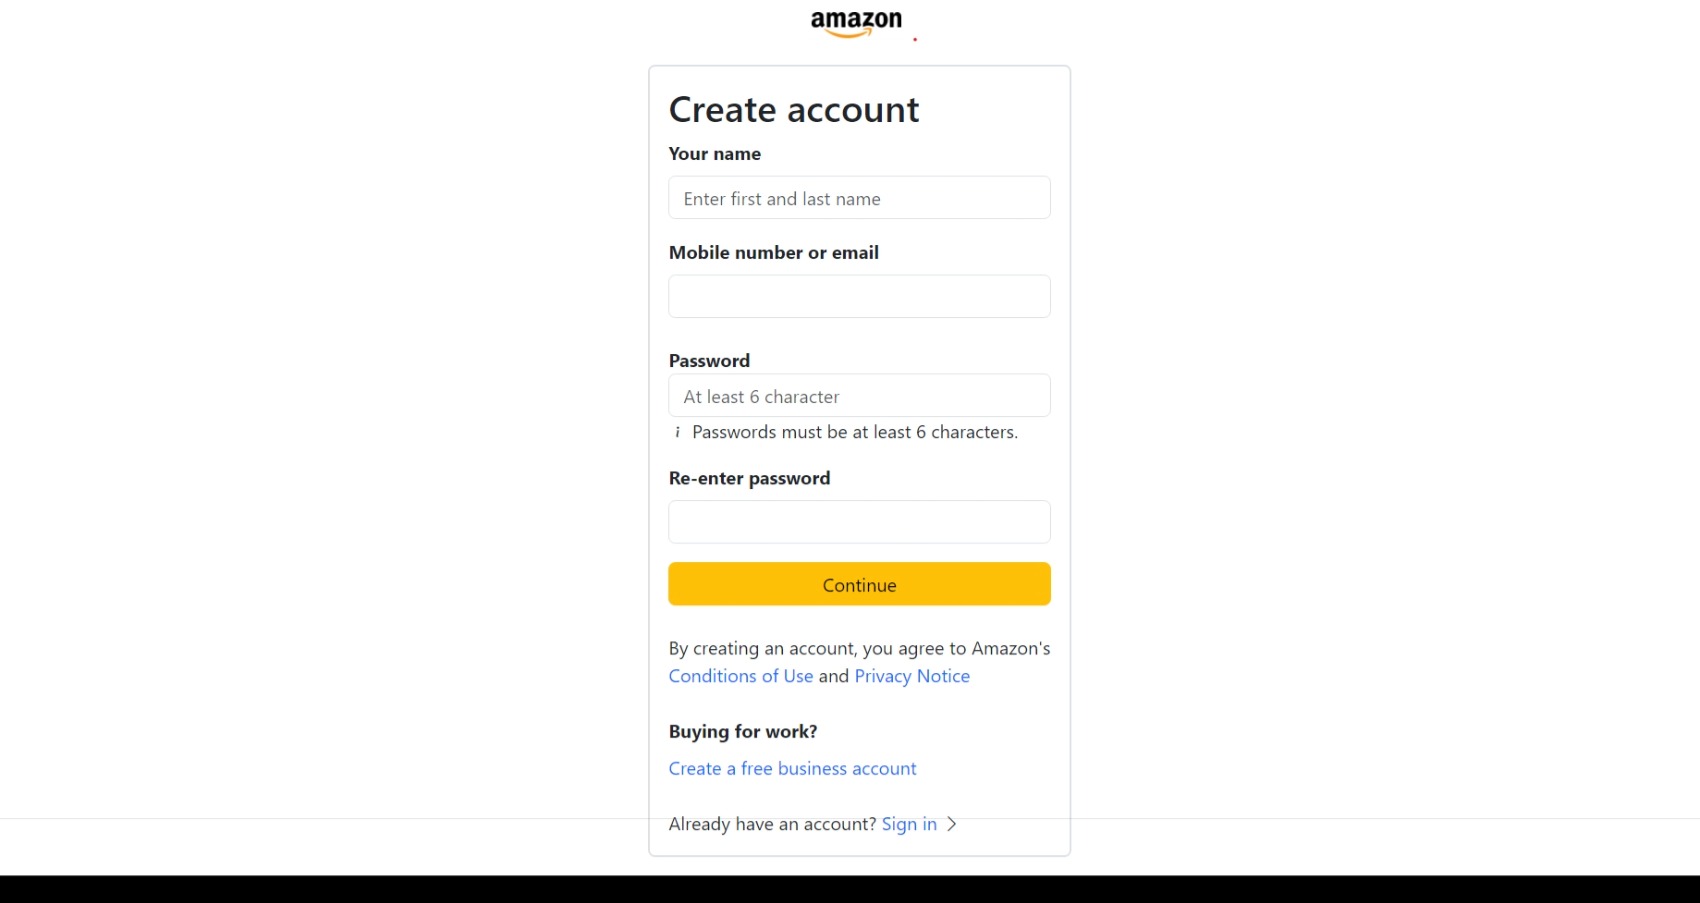 amazon
Create account
Your name
Enter first and last name
Mobile number or email
Password
At least 6 character
i Passwords must be at least 6 characters.
Re-enter password
Continue
By creating an account, you agree to Amazon's
Conditions of Use and Privacy Notice
Buying for work?
Create a free business account
Already have an account? Sign in